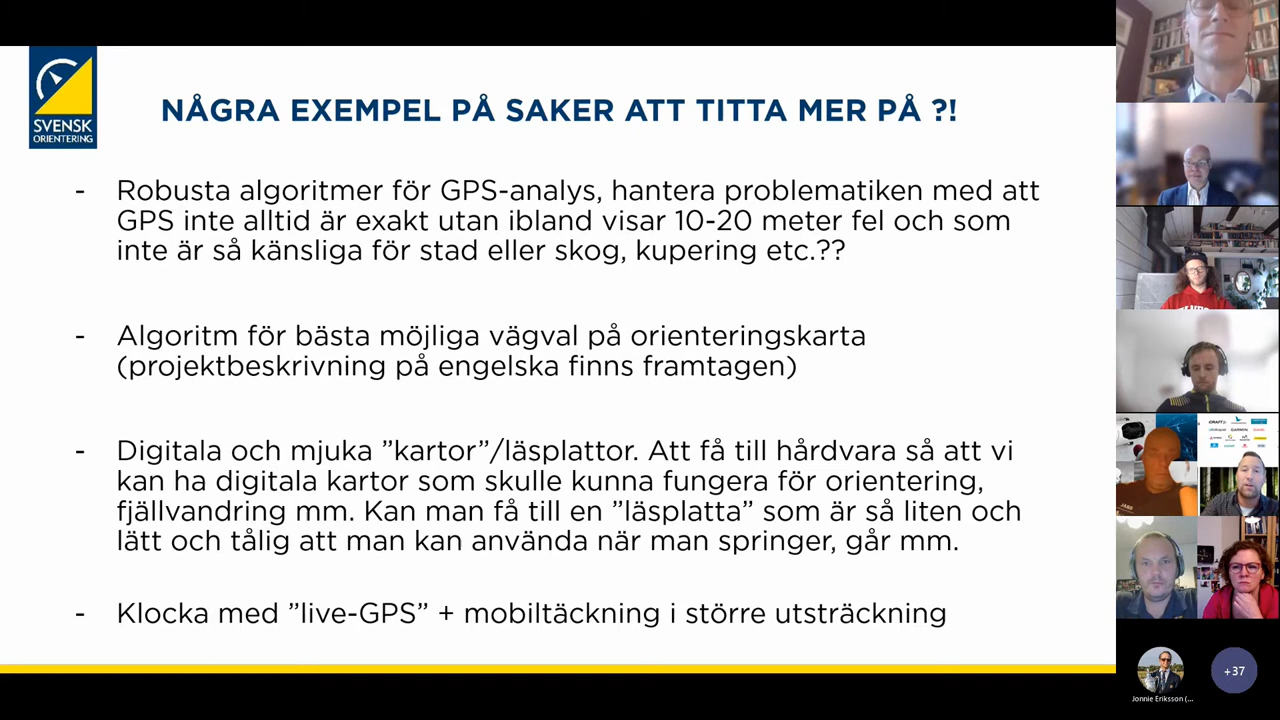 SVENSK
ORIENTERING
NÅGRA EXEMPEL PÅ SAKER ATT TITTA MER PÅ ?!
- Robusta algoritmer för GPS-analys, hantera problematiken med att
GPS inte alltid är exakt utan ibland visar 10-20 meter fel och som
inte är så känsliga för stad eller skog, kupering etc.??
- Algoritm för bästa möjliga vägval på orienteringskarta
(projektbeskrivning på engelska finns framtagen)
- Digitala och mjuka ”kartor”/läsplattor. Att få till hårdvara så att vi
kan ha digitala kartor som skulle kunna fungera för orientering,
fjällvandring mm. Kan man få till en ”läsplatta” som är så liten och
lätt och tålig att man kan använda när man springer, går mm.
- Klocka med ”live-GPS” + mobiltäckning i större utsträckning
CRAFT
GARMIN
Jonnie Eriksson (...
+37